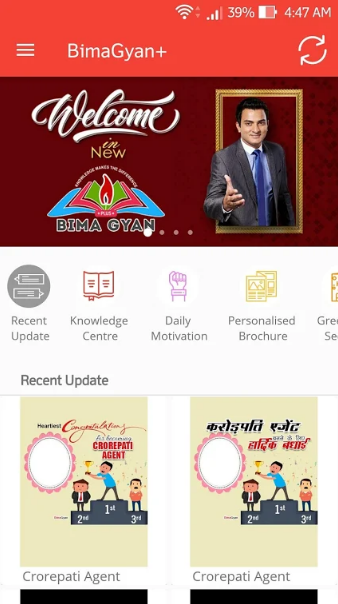 39% 4:47 AM
BimaGyan+
Welcome
in
New
KNOWLEDGE MAKES THE DIFFERENCE
PLUS
BIMA GYAN
Recent
Update
Knowledge
Centre
Daily
Motivation
Personalised
Brochure
Gre
Se
Recent Update
Heartiest Congratulations
for becoming
CROREPATI
AGENT
1st
2nd
3rd
Crorepati Agent
करोड़पति एजेंट
बनने के लिए
हार्दिक बधाई
1st
2nd
3rd
Crorepati Agent